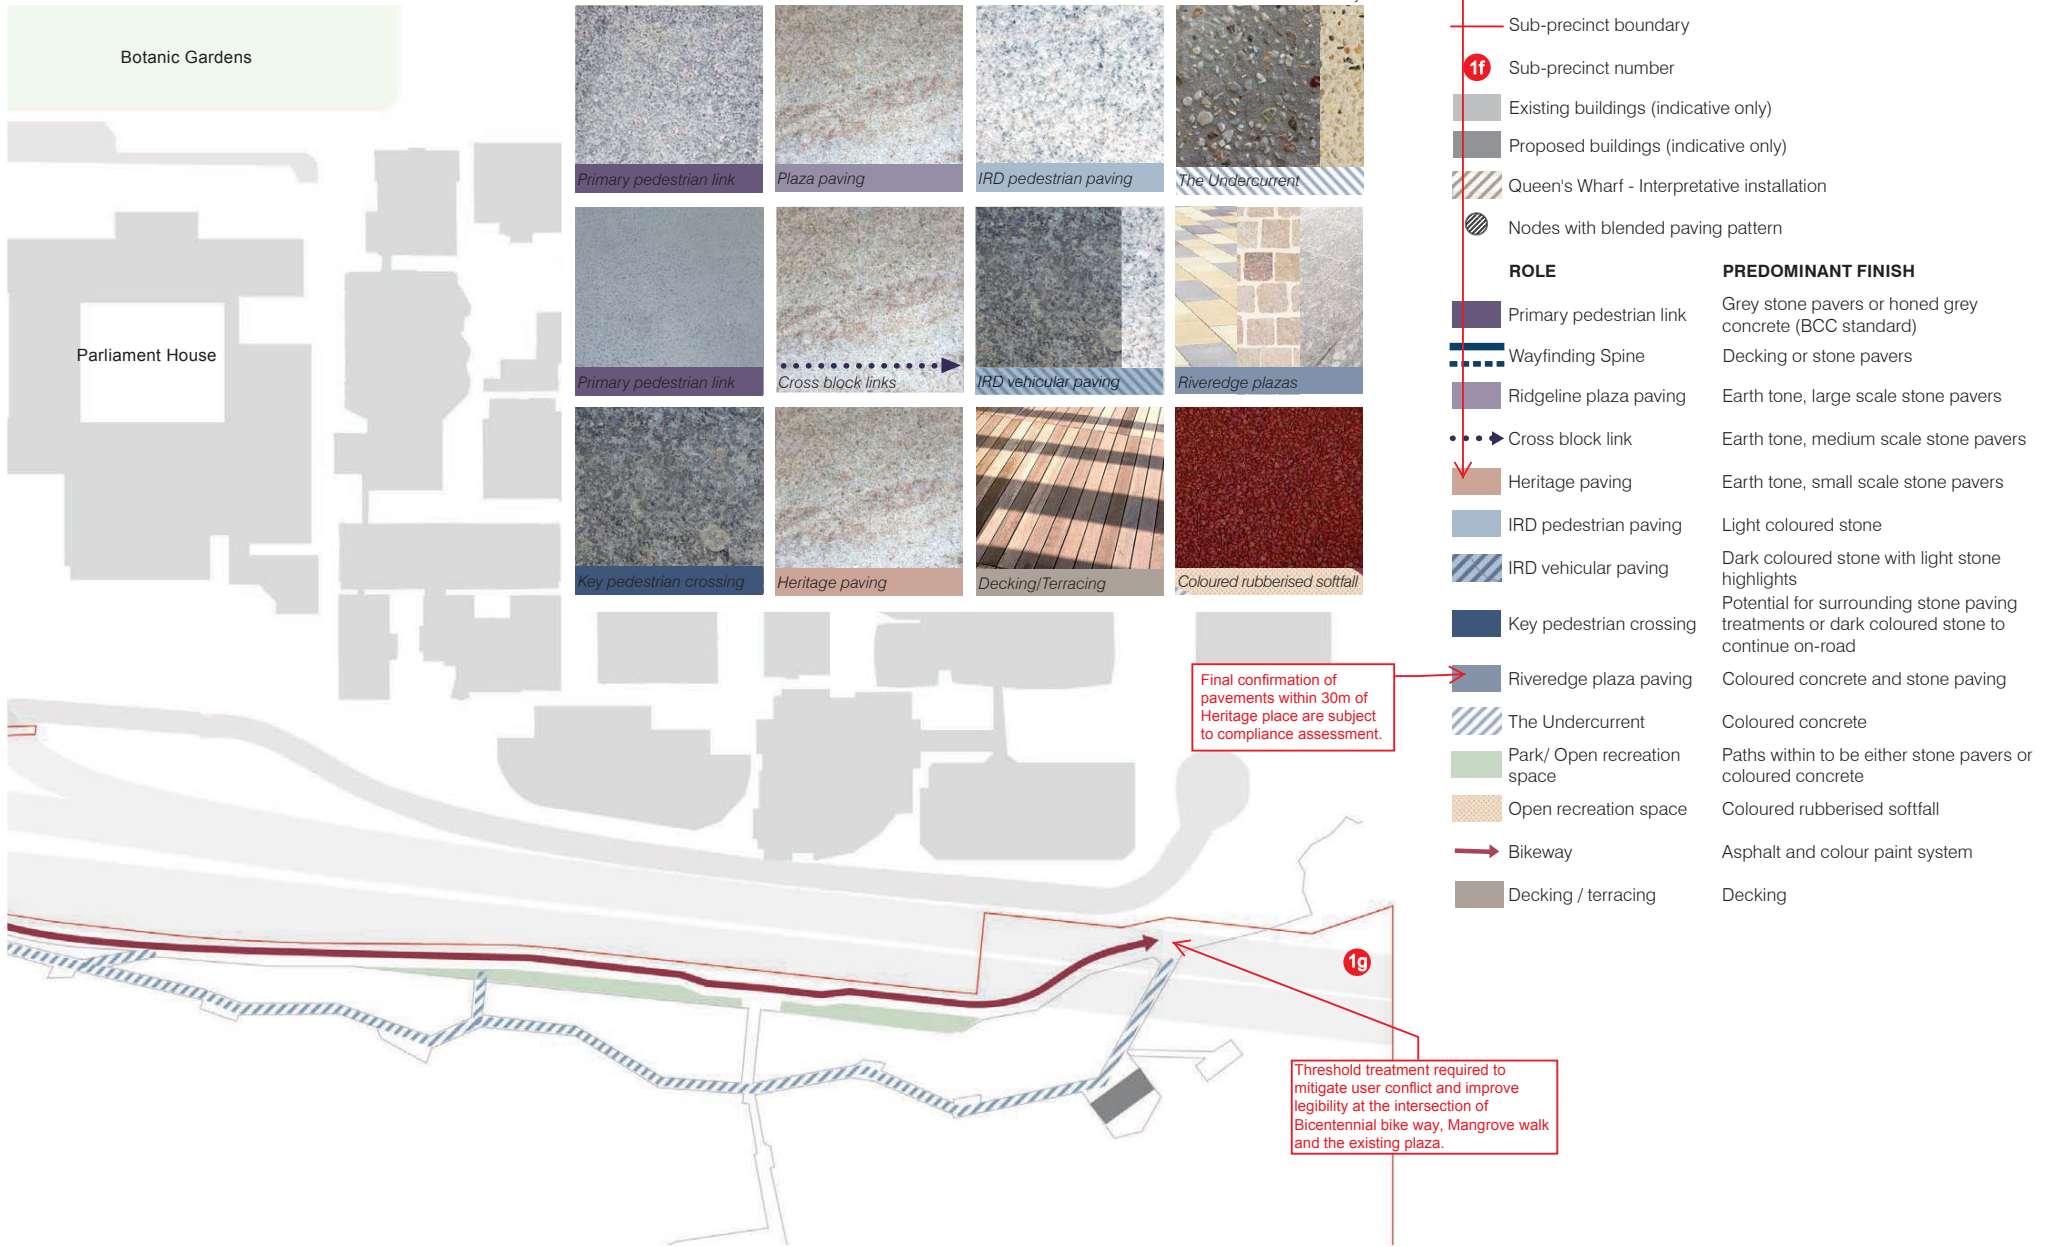 Botanic Gardens
Parliament House
Primary pedestrian link
Plaza paving
IRD pedestrian paving
The Undercurrent
Primary pedestrian link
Cross block links
IRD vehicular paving
Riveredge plazas
Key pedestrian crossing
Heritage paving
Decking/Terracing
Coloured rubberised softfall
Sub-precinct boundary
1f
Sub-precinct number
Existing buildings (indicative only)
Proposed buildings (indicative only)
Queen's Wharf - Interpretative installation
Nodes with blended paving pattern
ROLE
PREDOMINANT FINISH
Primary pedestrian link
Grey stone pavers or honed grey
concrete (BCC standard)
Wayfinding Spine
Decking or stone pavers
Ridgeline plaza paving
Earth tone, large scale stone pavers
Cross block link
Earth tone, medium scale stone pavers
Heritage paving
Earth tone, small scale stone pavers
IRD pedestrian paving
Light coloured stone
IRD vehicular paving
Dark coloured stone with light stone
highlights
Key pedestrian crossing
Potential for surrounding stone paving
treatments or dark coloured stone to
continue on-road
Riveredge plaza paving
Coloured concrete and stone paving
The Undercurrent
Coloured concrete
Park/ Open recreation
space
Paths within to be either stone pavers or
coloured concrete
Open recreation space
Coloured rubberised softfall
Bikeway
Asphalt and colour paint system
Decking / terracing
Decking
Final confirmation of
pavements within 30m of
Heritage place are subject
to compliance assessment.
1g
Threshold treatment required to
mitigate user conflict and improve
legibility at the intersection of
Bicentennial bike way, Mangrove walk
and the existing plaza.